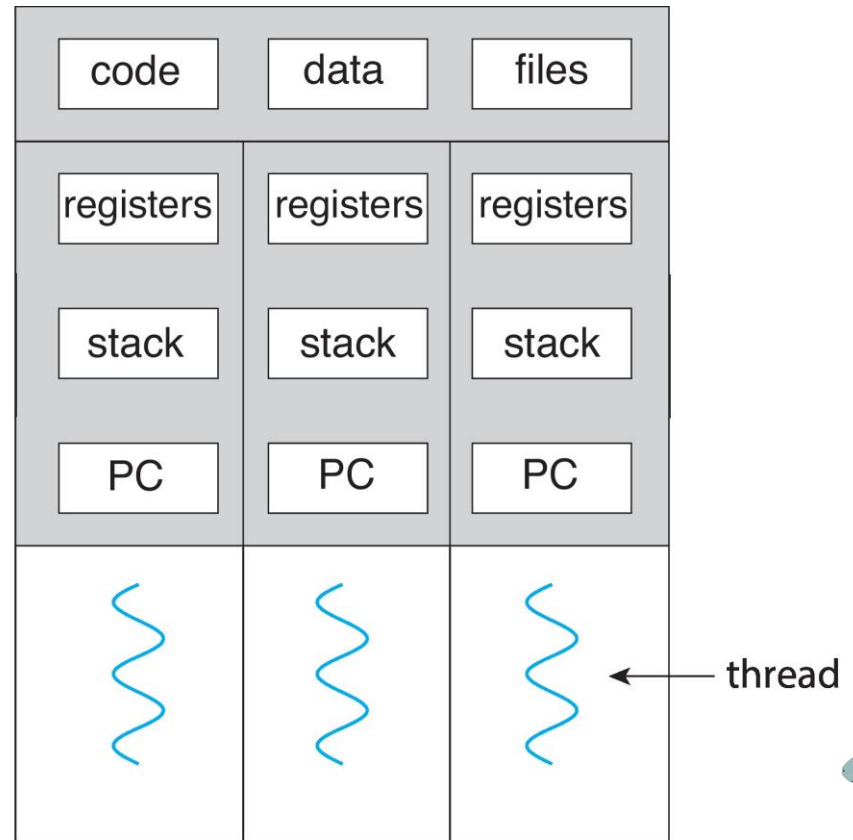 code data files
registers registers registers
stack stack stack
PC PC PC
thread